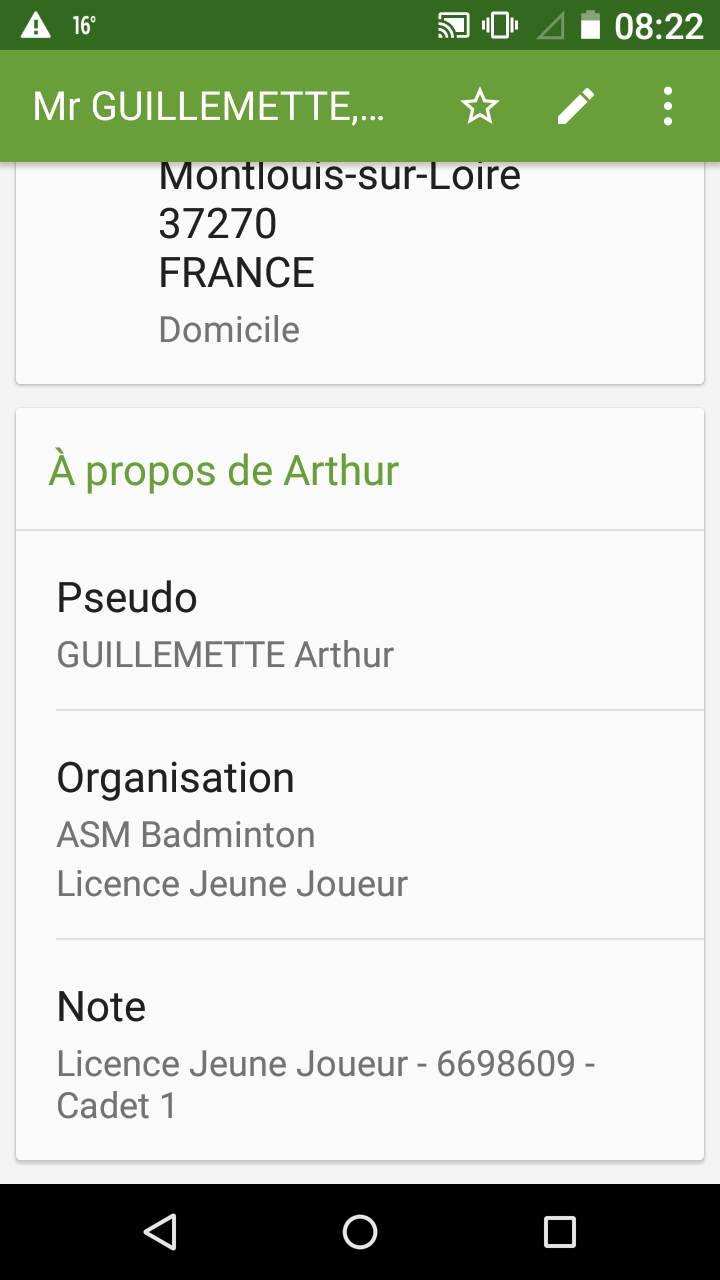 16°
08:22
Mr GUILLEMETTE,...
Montlouis-sur-Loire
37270
FRANCE
Domicile
À propos de Arthur
Pseudo
GUILLEMETTE Arthur
Organisation
ASM Badminton
Licence Jeune Joueur
Note
Licence Jeune Joueur - 6698609 -
Cadet 1